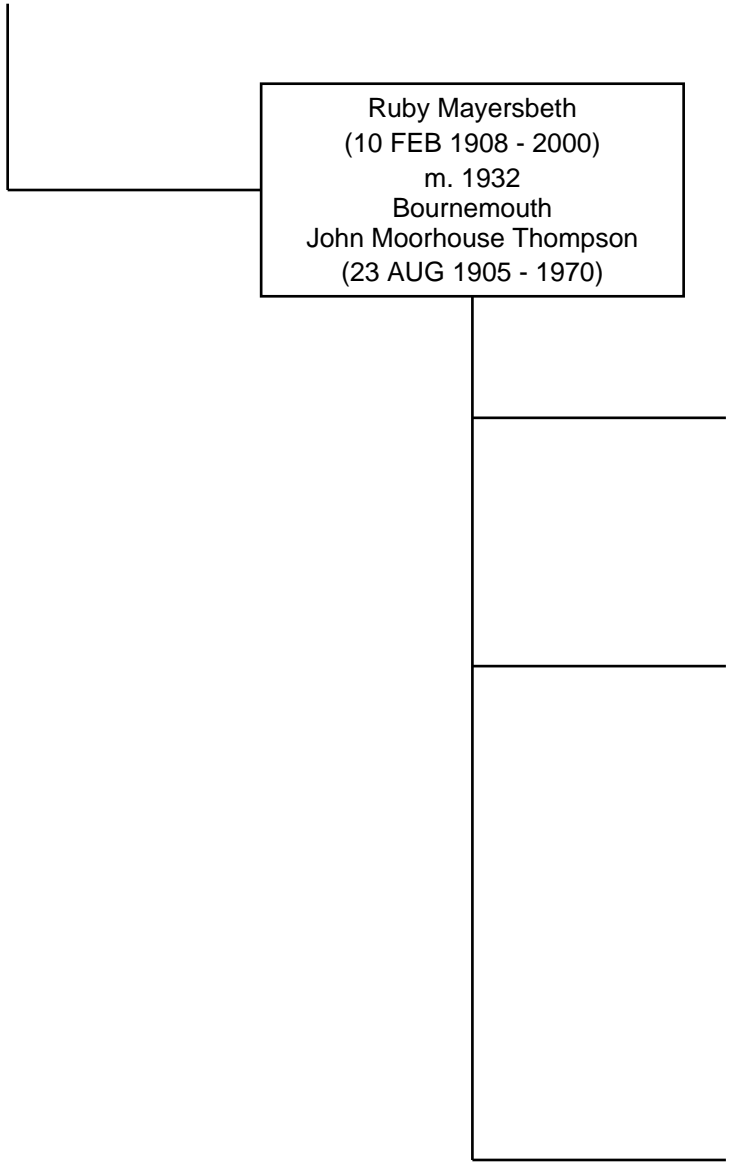 Ruby Mayersbeth
(10 FEB 1908 - 2000)
m. 1932
Bournemouth
John Moorhouse Thompson
(23 AUG 1905 - 1970)